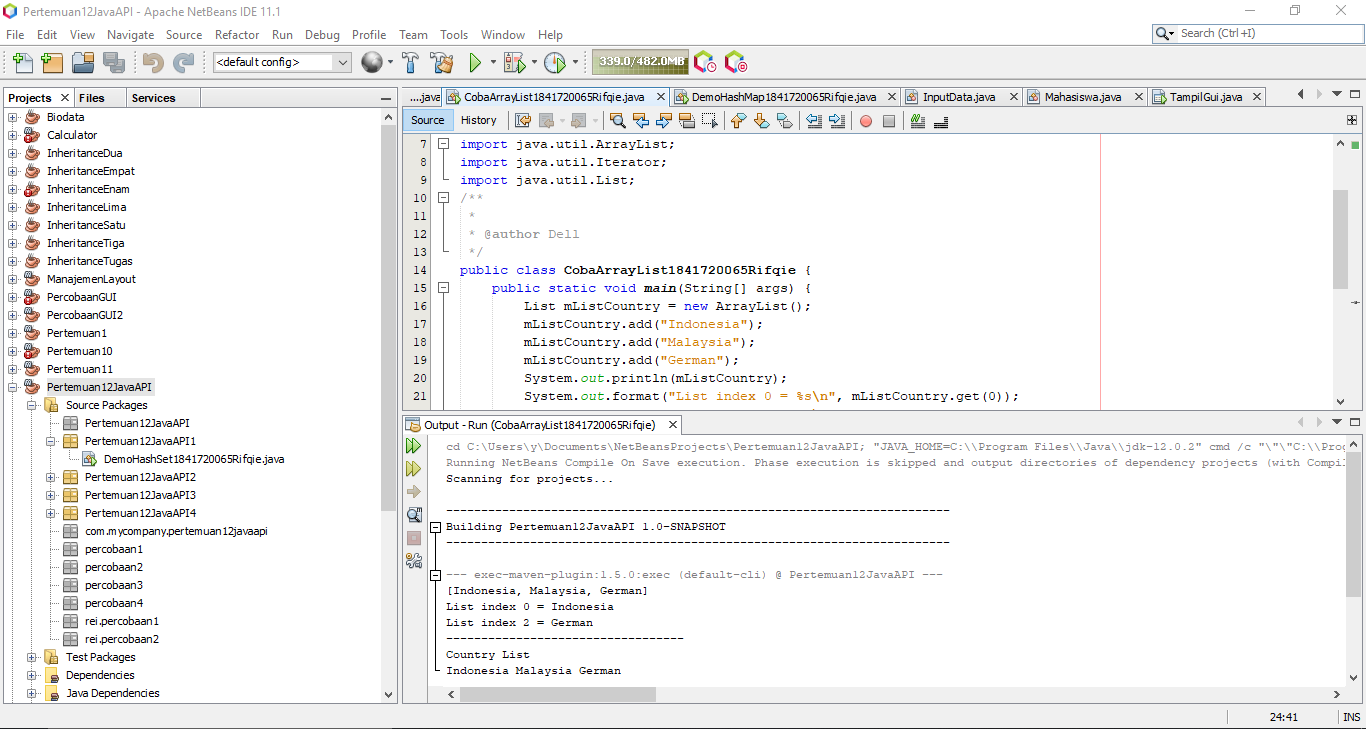 Pertemuan12JavaAPI - Apache NetBeans IDE 11.1
File Edit View Navigate Source Refactor Run Debug Profile Team Tools Window Help
Search (Ctrl+I)
<default config>
339.0/482.0MB
Projects
Files
Services
Biodata
Calculator
InheritanceDua
InheritanceEmpat
InheritanceEnam
InheritanceLima
InheritanceSatu
InheritanceTiga
InheritanceTugas
ManajemenLayout
PercobaanGUI
PercobaanGUI2
Pertemuan1
Pertemuan10
Pertemuan11
Pertemuan12JavaAPI
Source Packages
Pertemuan12JavaAPI
Pertemuan12JavaAPI1
DemoHashSet1841720065Rifqie.java
Pertemuan12JavaAPI2
Pertemuan12JavaAPI3
Pertemuan12JavaAPI4
com.mycompany.pertemuan12javaapi
percobaan1
percobaan2
percobaan3
percobaan4
rei.percobaan1
rei.percobaan2
Test Packages
Dependencies
Java Dependencies
....java
CobaArrayList1841720065Rifqie.java
DemoHashMap1841720065Rifqie.java
InputData.java
Mahasiswa.java
TampilGui.java
Source History
7 import java.util.ArrayList;
8 import java.util.Iterator;
9 import java.util.List;
10 /**
11 *
12 * @author Dell
13 */
14 public class CobaArrayList1841720065Rifqie {
15 public static void main(String[] args) {
16 List mListCountry = new ArrayList();
17 mListCountry.add("Indonesia");
18 mListCountry.add("Malaysia");
19 mListCountry.add("German");
20 System.out.println(mListCountry);
21 System.out.format("List index 0 = %s\n", mListCountry.get(0));
Output - Run (CobaArrayList1841720065Rifqie)
cd C:\Users\y\Documents\NetBeansProjects\Pertemuan12JavaAPI; "JAVA_HOME=C:\\Program Files\\Java\\jdk-12.0.2" cmd /c "\"\"C:\\Prog
Running NetBeans Compile On Save execution. Phase execution is skipped and output directories of dependency projects (with Compil
Scanning for projects...
------------------------------------------------------------------------
Building Pertemuan12JavaAPI 1.0-SNAPSHOT
------------------------------------------------------------------------
--- exec-maven-plugin:1.5.0:exec (default-cli) @ Pertemuan12JavaAPI ---
[Indonesia, Malaysia, German]
List index 0 = Indonesia
List index 2 = German
----------------------------------
Country List
Indonesia Malaysia German
24:41
INS